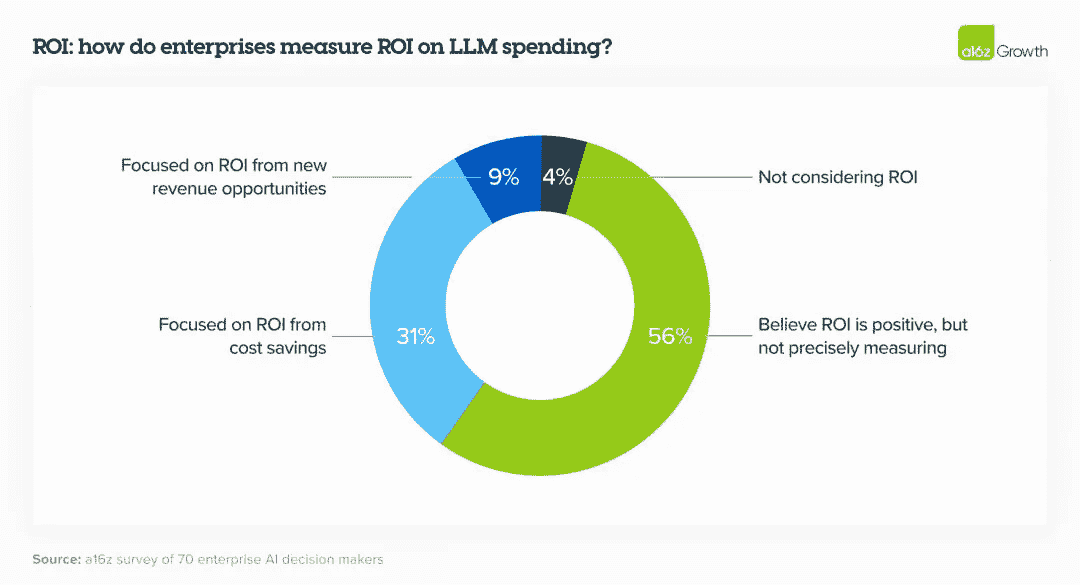 ROI: how do enterprises measure ROI on LLM spending?
a16z Growth
Focused on ROI from new
revenue opportunities
9%
4%
Not considering ROI
Focused on ROI from
cost savings
31%
56%
Believe ROI is positive, but
not precisely measuring
Source: a16z survey of 70 enterprise AI decision makers